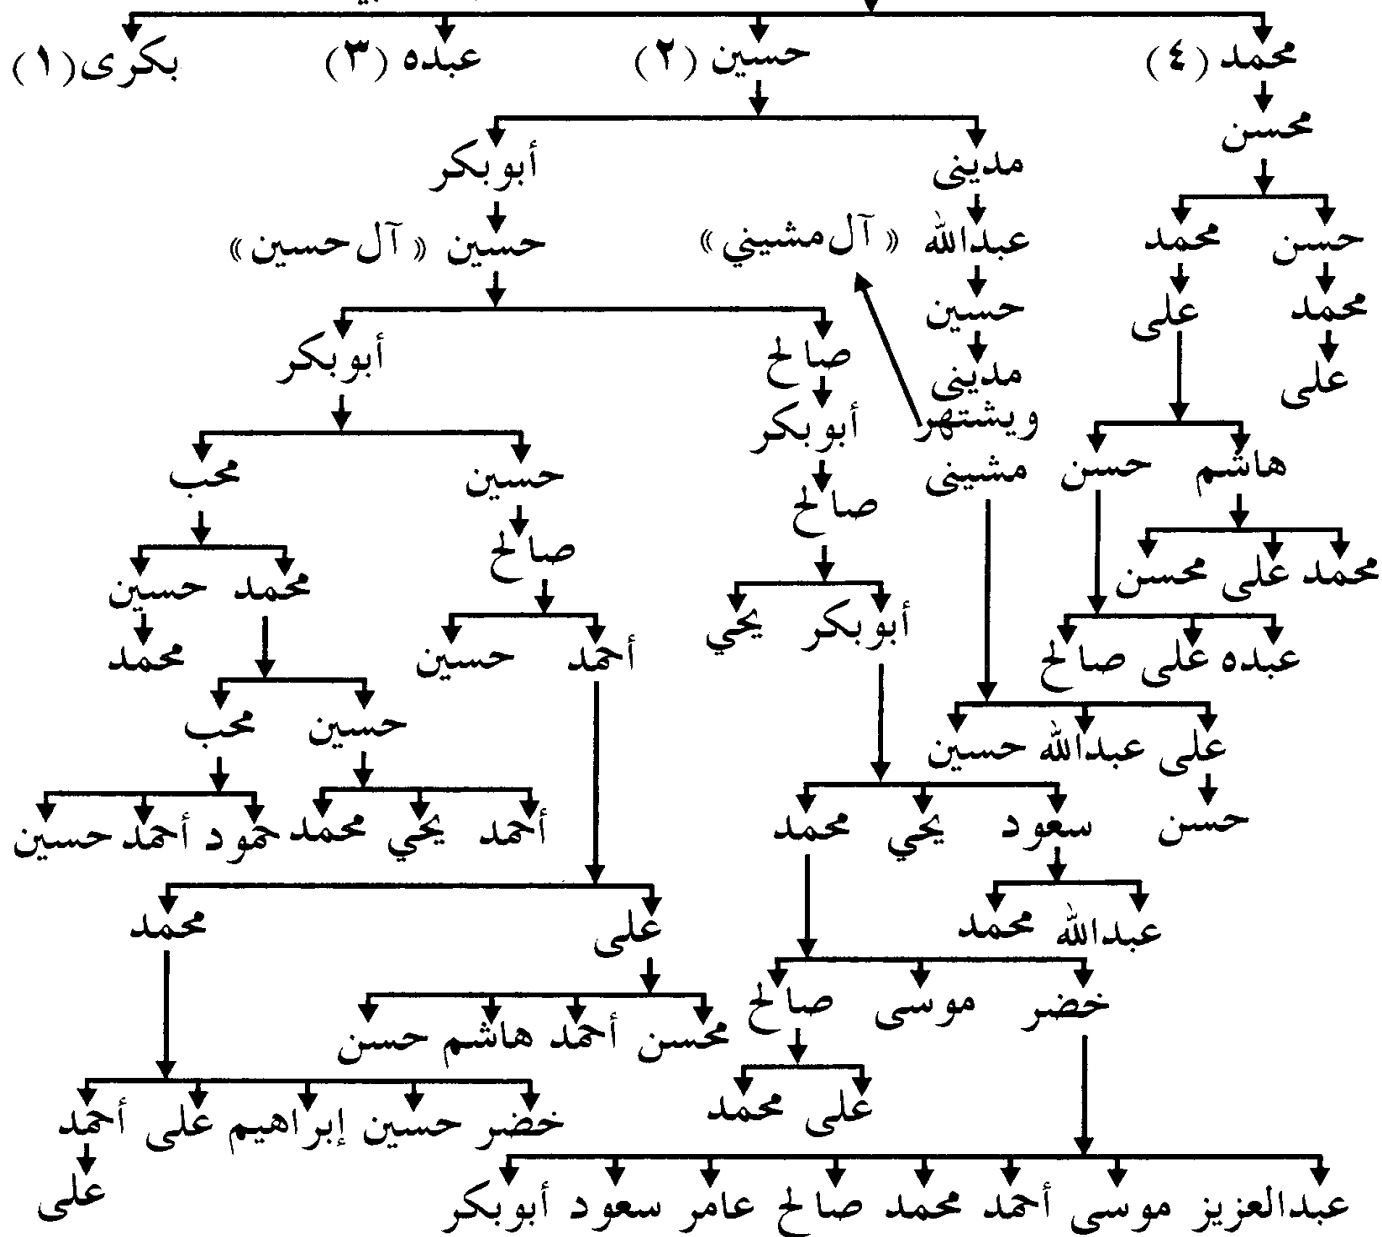 محمد (٤) حسين (٢) عبده (٣) بكرى (١)
محسن
مدينى أبوبكر
محمد حسن
عبدالله « آل مشيني » حسين « آل حسين »
حسين محمد على
صالح أبوبكر
مدينى
على
ويشتهر أبوبكر
هاشم حسن مشينى حسين محب
صالح
صالح
محمد على محسن محمد حسين
أبوبكر يحي
عبده على صالح أحمد حسين محمد
حسين محب
على عبدالله حسين
حسن سعود يحي محمد أحمد يحي محمد حمود أحمد حسين
عبدالله محمد على محمد
خضر موسى صالح
محسن أحمد هاشم حسن
على محمد خضر حسين إبراهيم على أحمد
على
عبدالعزيز موسى أحمد محمد صالح عامر سعود أبوبكر